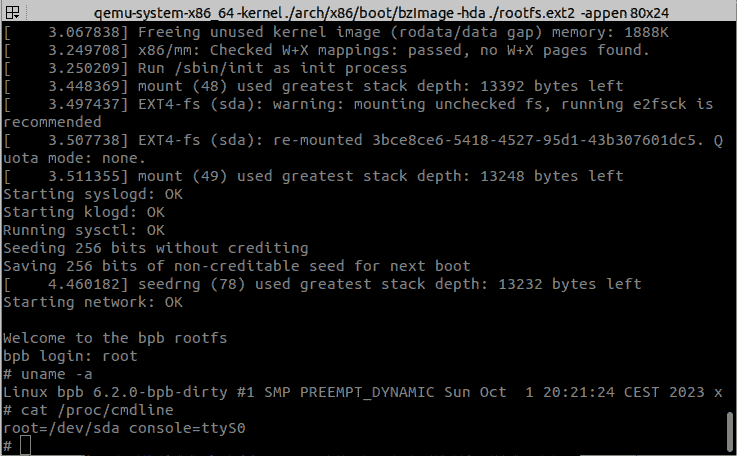 qemu-system-x86_64 -kernel ./arch/x86/boot/bzImage -hda ./rootfs.ext2 -appen 80x24
[    3.067838] Freeing unused kernel image (rodata/data gap) memory: 1888K
[    3.249708] x86/mm: Checked W+X mappings: passed, no W+X pages found.
[    3.250209] Run /sbin/init as init process
[    3.448369] mount (48) used greatest stack depth: 13392 bytes left
[    3.497437] EXT4-fs (sda): warning: mounting unchecked fs, running e2fsck is
recommended
[    3.507738] EXT4-fs (sda): re-mounted 3bce8ce6-5418-4527-95d1-43b307601dc5. Q
uota mode: none.
[    3.511355] mount (49) used greatest stack depth: 13248 bytes left
Starting syslogd: OK
Starting klogd: OK
Running sysctl: OK
Seeding 256 bits without crediting
Saving 256 bits of non-creditable seed for next boot
[    4.460182] seedrng (78) used greatest stack depth: 13232 bytes left
Starting network: OK

Welcome to the bpb rootfs
bpb login: root
# uname -a
Linux bpb 6.2.0-bpb-dirty #1 SMP PREEMPT_DYNAMIC Sun Oct  1 20:21:24 CEST 2023 x
# cat /proc/cmdline
root=/dev/sda console=ttyS0
#